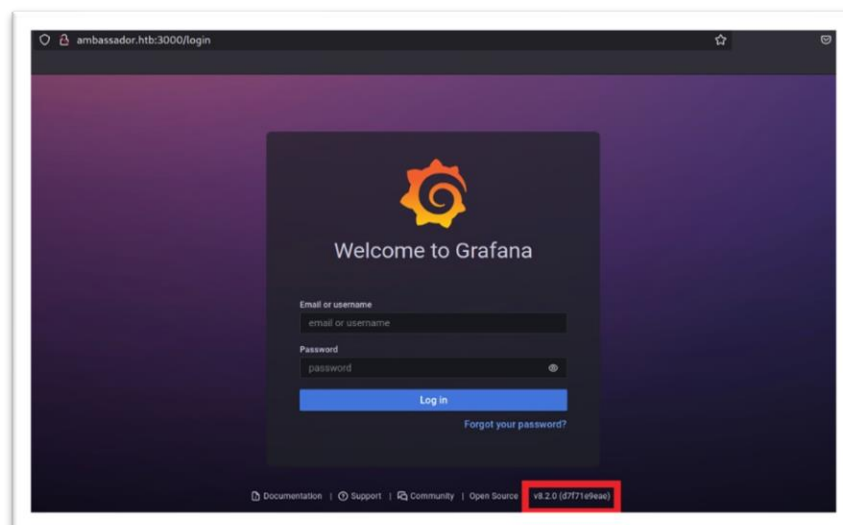 ambassador.htb:3000/login
Welcome to Grafana
Email or username
email or username
Password
password
Log in
Forgot your password?
Documentation | Support | Community | Open Source | v8.2.0 (d7f71e9eae)